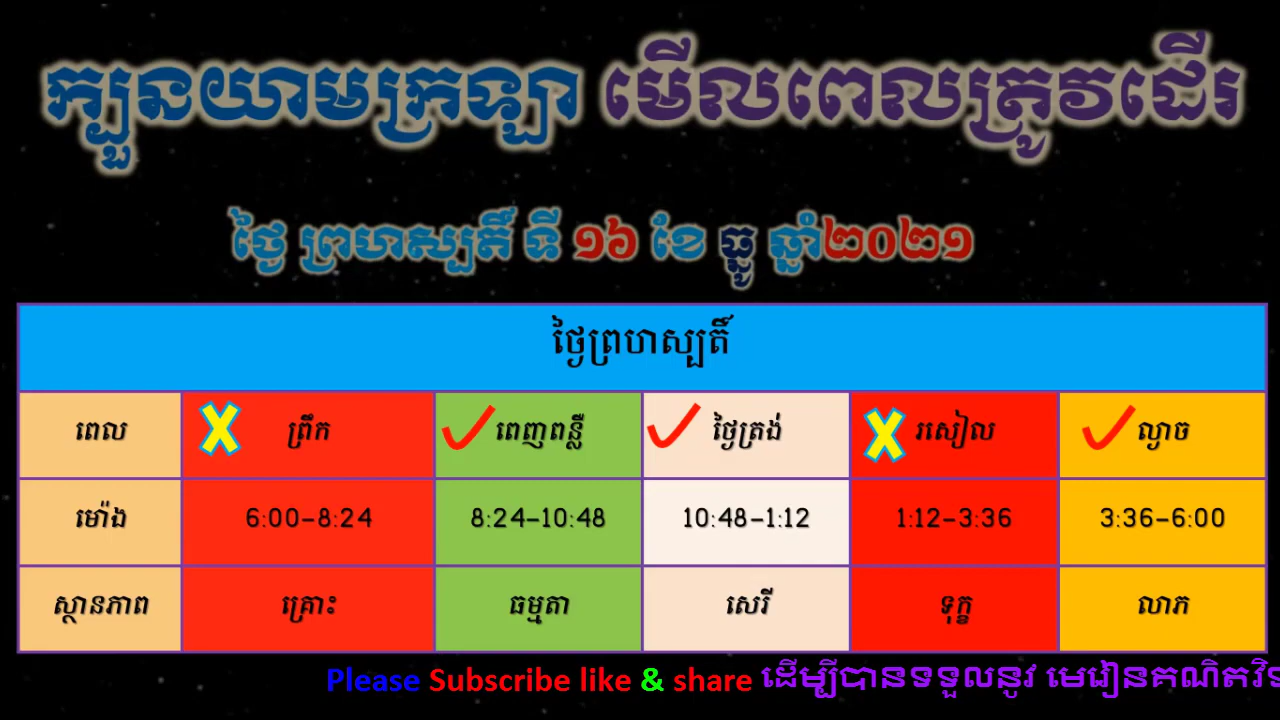 ក្បួនយាមក្រឡា មើលពេលត្រូវដើរ
ថ្ងៃ ព្រហស្បតិ៍ ទី ១៦ ខែ ធ្នូ ឆ្នាំ២០២១
ថ្ងៃព្រហស្បតិ៍
ពេល ព្រឹក ពេញពន្លឺ ថ្ងៃត្រង់ រសៀល ល្ងាច
ម៉ោង 6:00-8:24 8:24-10:48 10:48-1:12 1:12-3:36 3:36-6:00
ស្ថានភាព គ្រោះ ធម្មតា សេរី ទុក្ខ លាភ
Please Subscribe like & share ដើម្បីបានទទួលនូវ មេរៀនគណិតវិទ